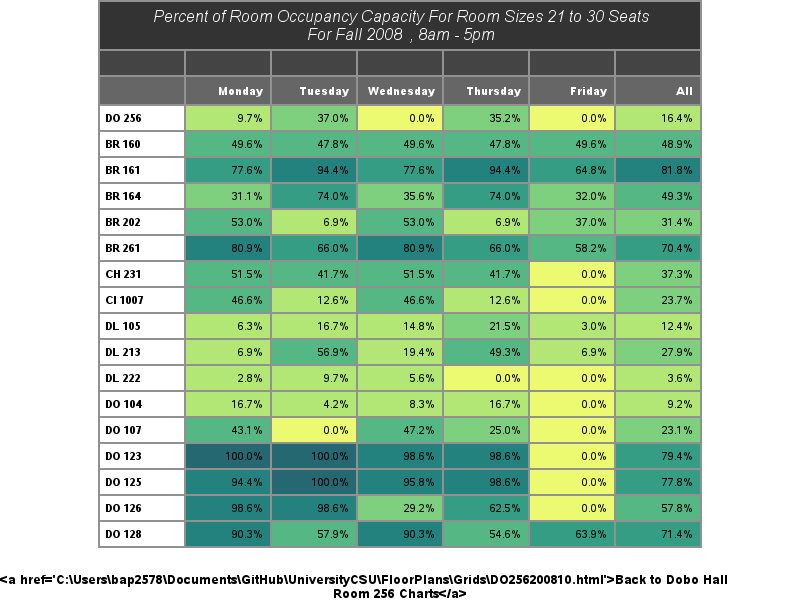 Percent of Room Occupancy Capacity For Room Sizes 21 to 30 Seats
For Fall 2008 , 8am - 5pm
Monday Tuesday Wednesday Thursday Friday All
DO 256 9.7% 37.0% 0.0% 35.2% 0.0% 16.4%
BR 160 49.6% 47.8% 49.6% 47.8% 49.6% 48.9%
BR 161 77.6% 94.4% 77.6% 94.4% 64.8% 81.8%
BR 164 31.1% 74.0% 35.6% 74.0% 32.0% 49.3%
BR 202 53.0% 6.9% 53.0% 6.9% 37.0% 31.4%
BR 261 80.9% 66.0% 80.9% 66.0% 58.2% 70.4%
CH 231 51.5% 41.7% 51.5% 41.7% 0.0% 37.3%
CI 1007 46.6% 12.6% 46.6% 12.6% 0.0% 23.7%
DL 105 6.3% 16.7% 14.8% 21.5% 3.0% 12.4%
DL 213 6.9% 56.9% 19.4% 49.3% 6.9% 27.9%
DL 222 2.8% 9.7% 5.6% 0.0% 0.0% 3.6%
DO 104 16.7% 4.2% 8.3% 16.7% 0.0% 9.2%
DO 107 43.1% 0.0% 47.2% 25.0% 0.0% 23.1%
DO 123 100.0% 100.0% 98.6% 98.6% 0.0% 79.4%
DO 125 94.4% 100.0% 95.8% 98.6% 0.0% 77.8%
DO 126 98.6% 98.6% 29.2% 62.5% 0.0% 57.8%
DO 128 90.3% 57.9% 90.3% 54.6% 63.9% 71.4%
<a href='C:\Users\bap2578\Documents\GitHub\UniversityCSU\FloorPlans\Grids\DO256200810.html'>Back to Dobo Hall
Room 256 Charts</a>